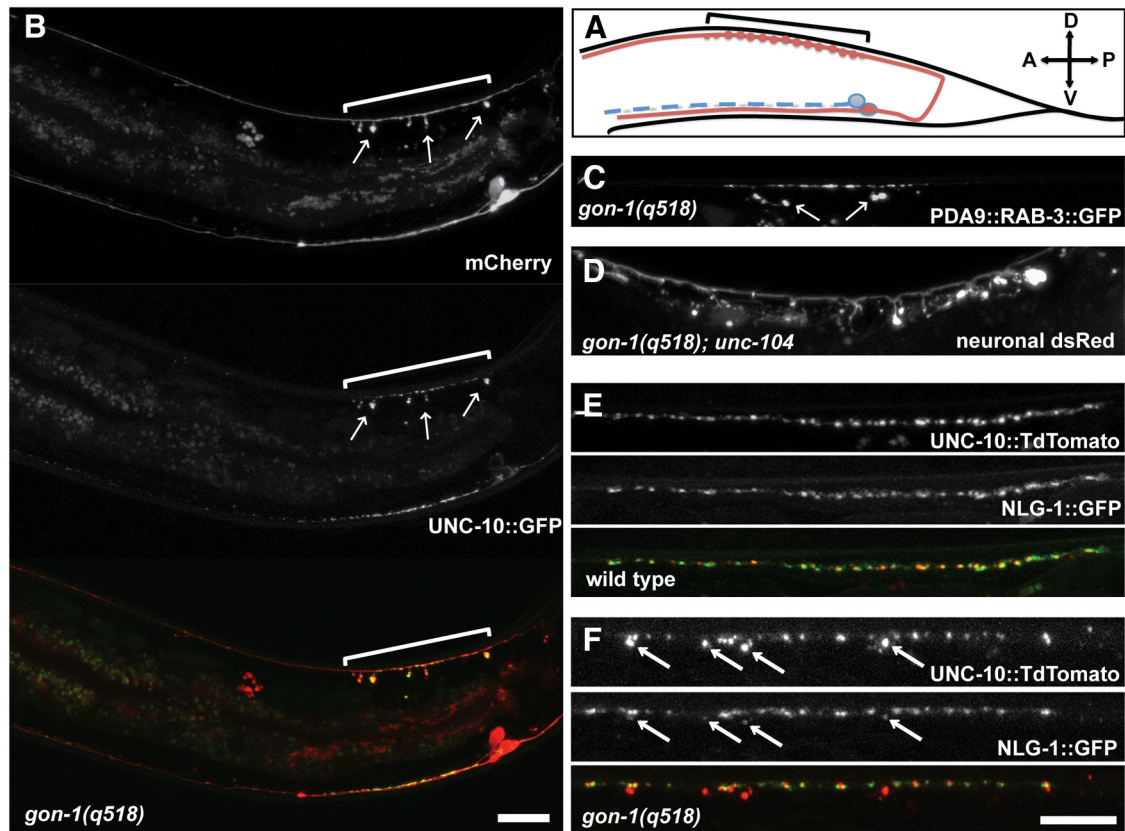 B
mCherry
UNC-10::GFP
gon-1(q518)
A
D
A P
V
C
gon-1(q518)
PDA9::RAB-3::GFP
D
gon-1(q518); unc-104
neuronal dsRed
E
UNC-10::TdTomato
NLG-1::GFP
wild type
F
UNC-10::TdTomato
NLG-1::GFP
gon-1(q518)